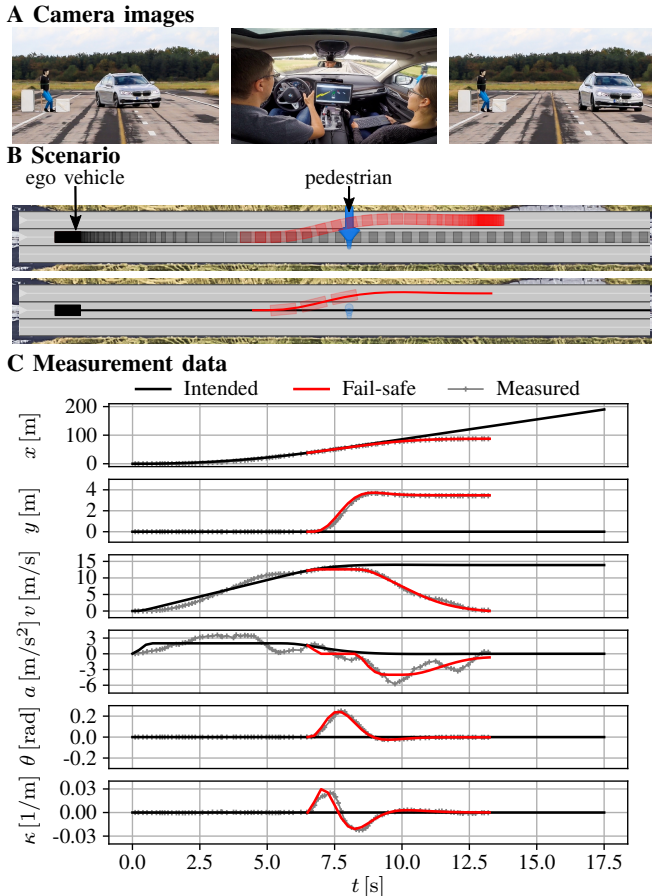 A Camera images
B Scenario
ego vehicle
pedestrian
C Measurement data
Intended
Fail-safe
Measured
200
100
0
x [m]
4
2
0
y [m]
15
10
5
0
v [m/s]
3
0
-3
-6
a [m/s²]
0.2
0.0
-0.2
θ [rad]
0.03
0.00
-0.03
κ [1/m]
0.0 2.5 5.0 7.5 10.0 12.5 15.0 17.5
t [s]